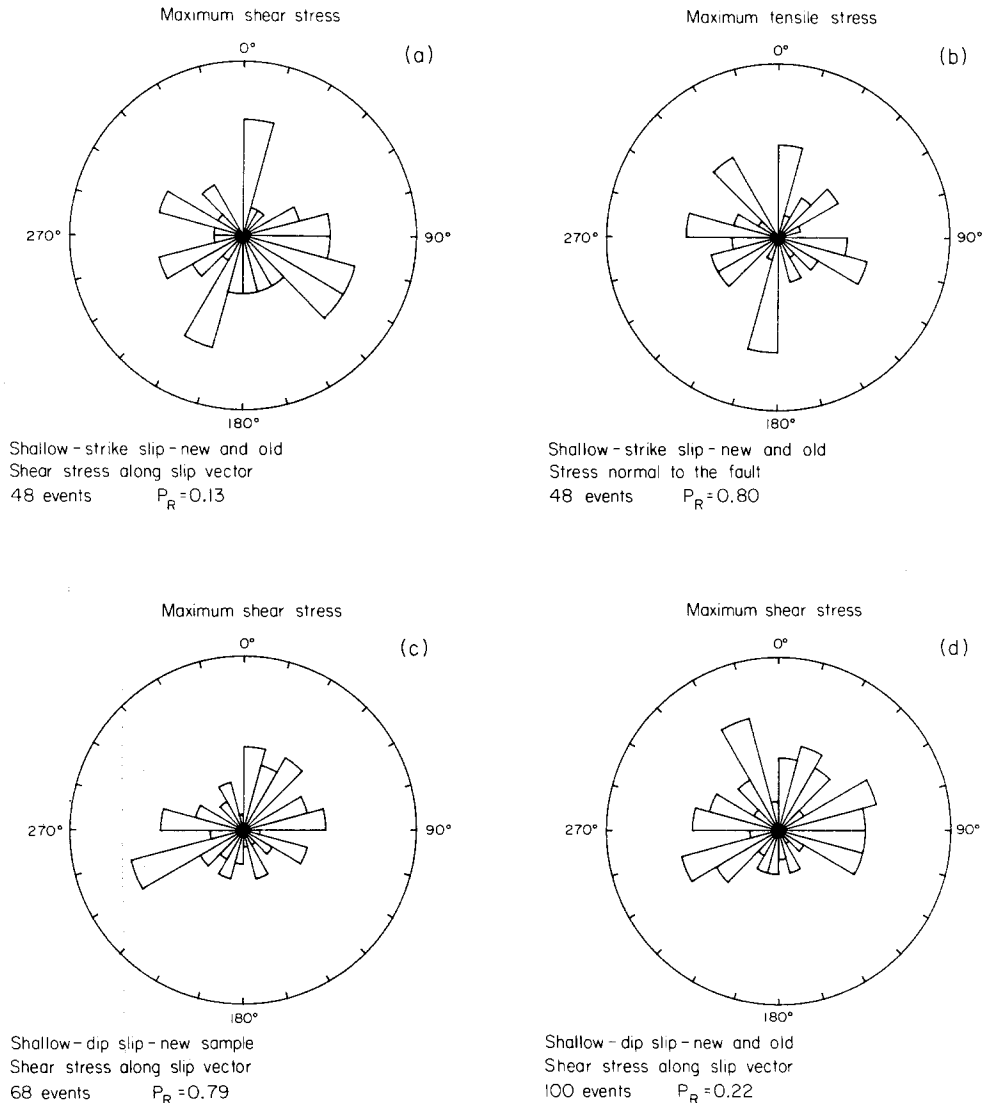 Maximum shear stress
(a)
0°
270°
90°
180°
Shallow-strike slip-new and old
Shear stress along slip vector
48 events P_R=0.13
Maximum tensile stress
(b)
0°
270°
90°
180°
Shallow-strike slip-new and old
Stress normal to the fault
48 events P_R=0.80
Maximum shear stress
(c)
0°
270°
90°
180°
Shallow-dip slip-new sample
Shear stress along slip vector
68 events P_R=0.79
Maximum shear stress
(d)
0°
270°
90°
180°
Shallow-dip slip-new and old
Shear stress along slip vector
100 events P_R=0.22